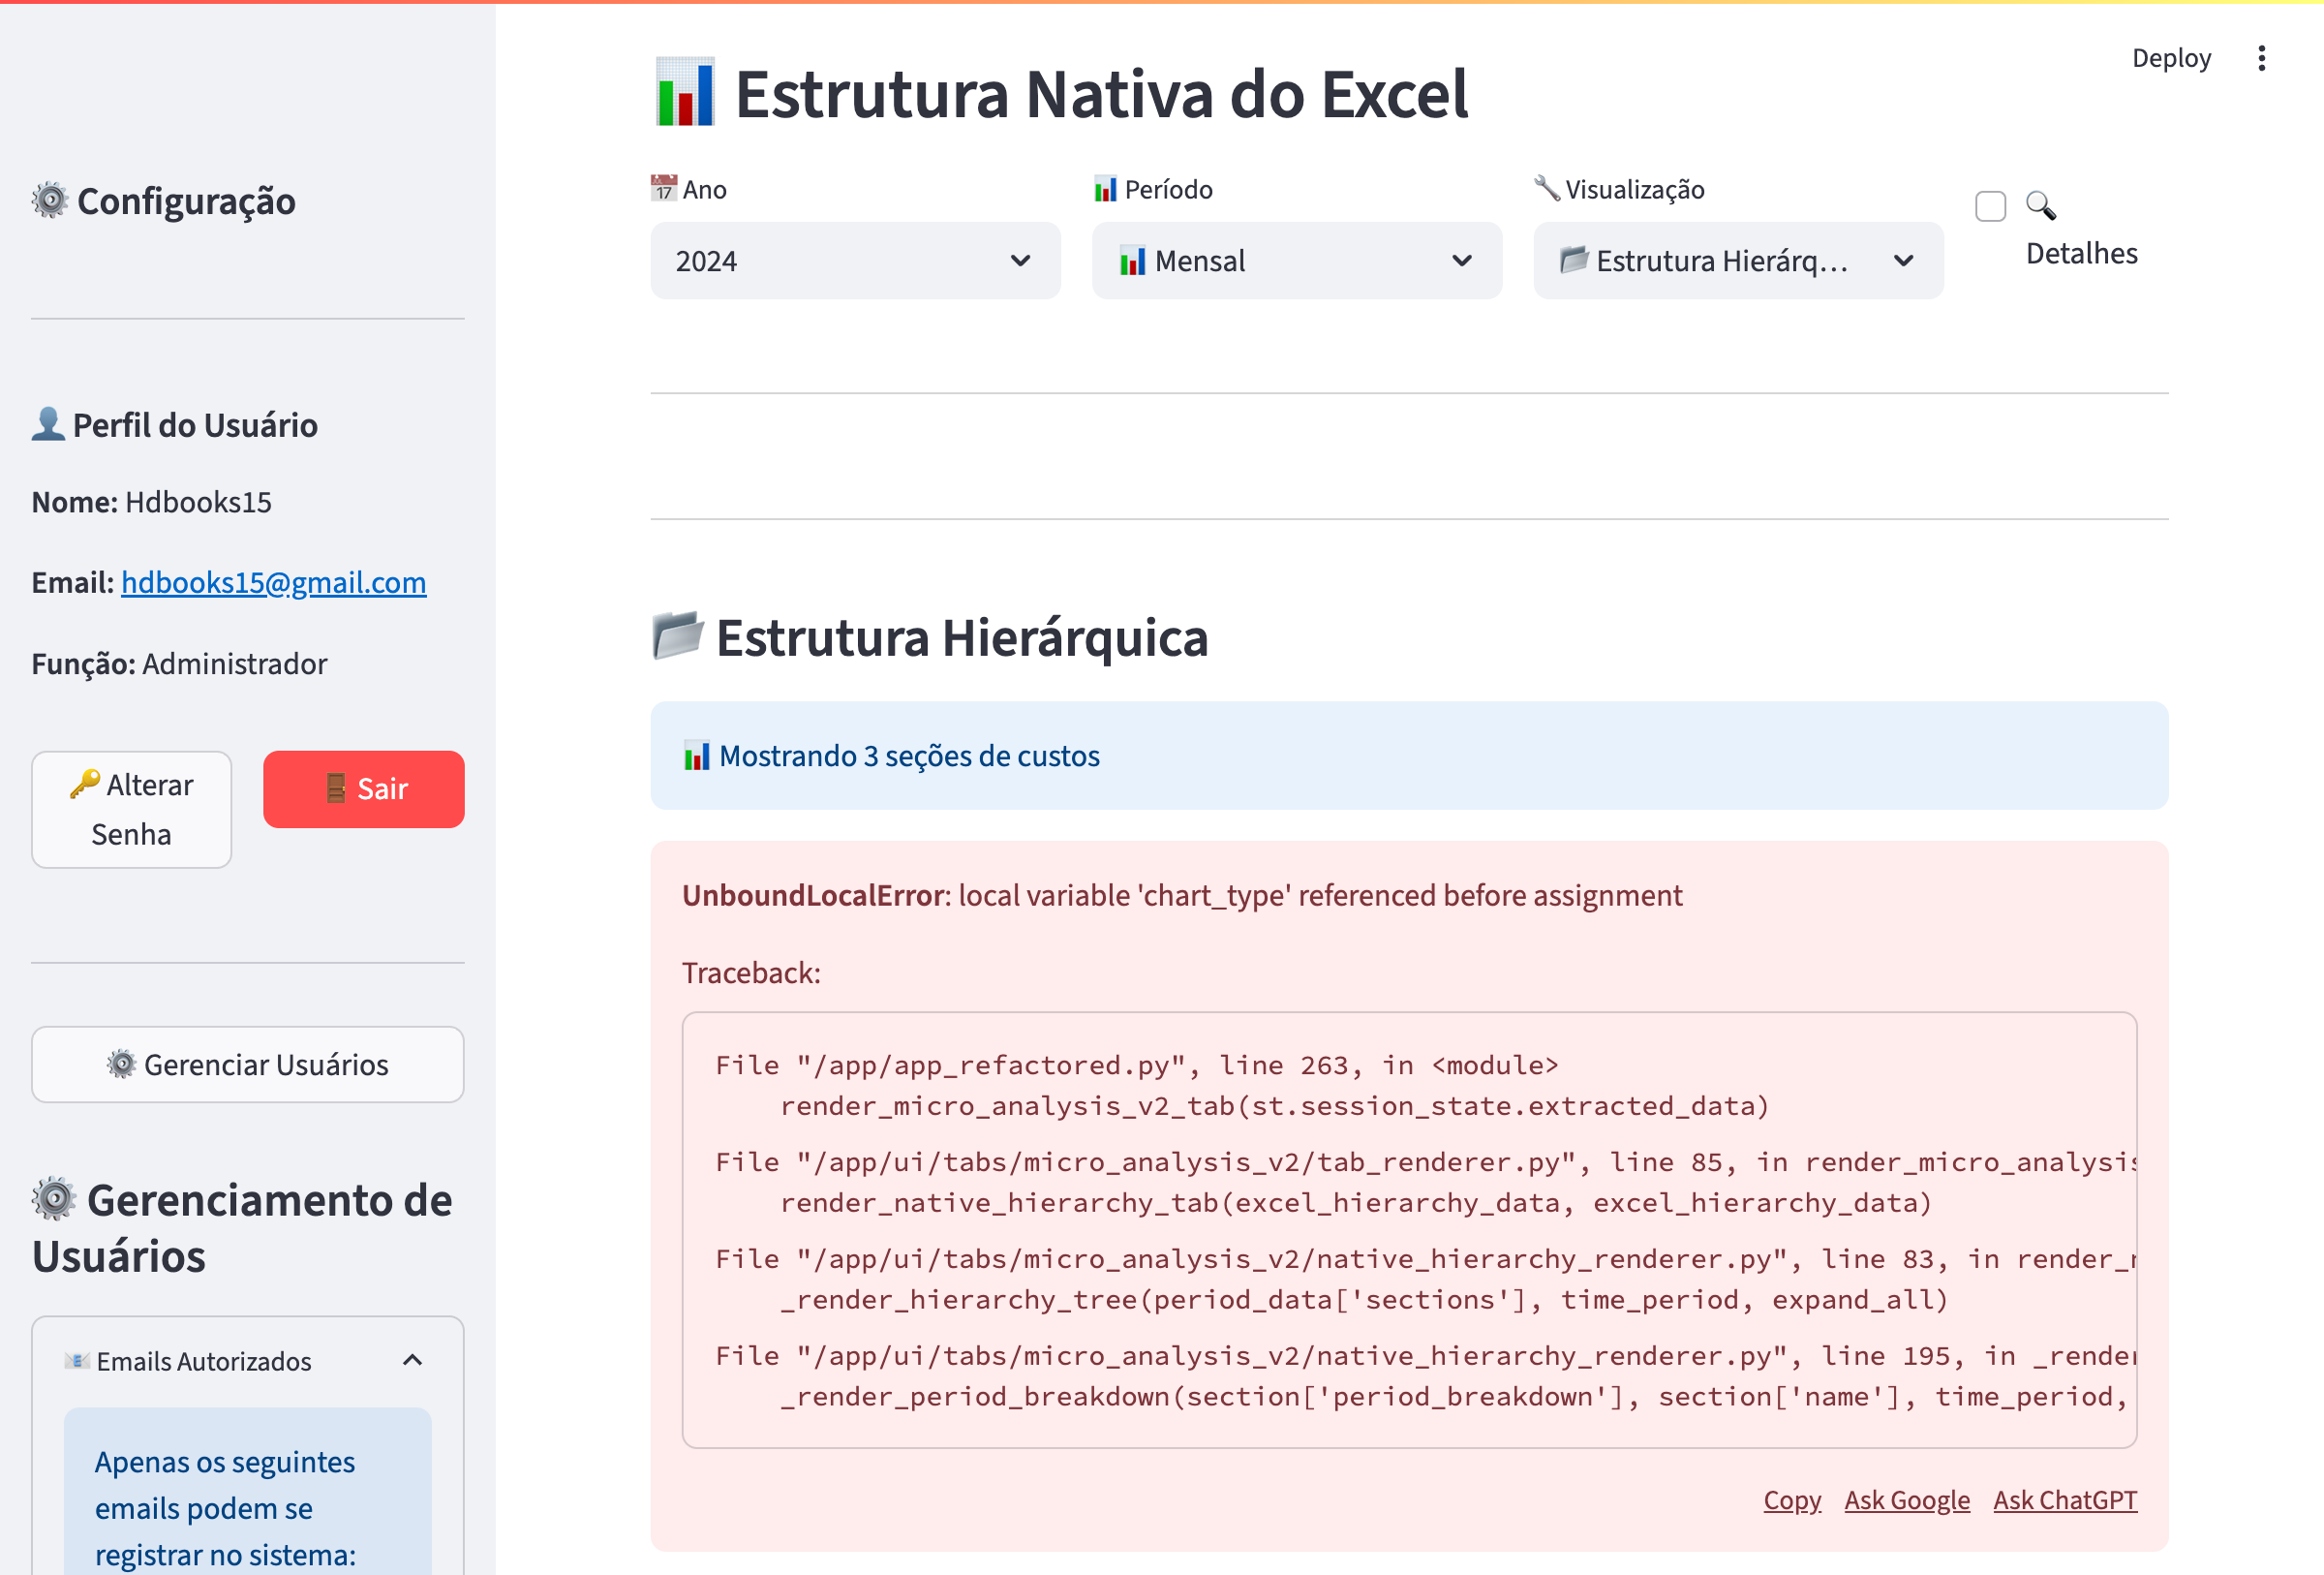 Deploy
⚙️ Configuração
👤 Perfil do Usuário
Nome: Hdbooks15
Email: hdbooks15@gmail.com
Função: Administrador
🔑 Alterar
Senha
🚪 Sair
⚙️ Gerenciar Usuários
⚙️ Gerenciamento de
Usuários
📧 Emails Autorizados
Apenas os seguintes
emails podem se
registrar no sistema:
📊 Estrutura Nativa do Excel
📅 Ano
2024
📊 Período
📊 Mensal
🔧 Visualização
📁 Estrutura Hierárq…
🔍
Detalhes
📁 Estrutura Hierárquica
📊 Mostrando 3 seções de custos
UnboundLocalError: local variable 'chart_type' referenced before assignment
Traceback:
File "/app/app_refactored.py", line 263, in <module>
render_micro_analysis_v2_tab(st.session_state.extracted_data)
File "/app/ui/tabs/micro_analysis_v2/tab_renderer.py", line 85, in render_micro_analysis
render_native_hierarchy_tab(excel_hierarchy_data, excel_hierarchy_data)
File "/app/ui/tabs/micro_analysis_v2/native_hierarchy_renderer.py", line 83, in render_
_render_hierarchy_tree(period_data['sections'], time_period, expand_all)
File "/app/ui/tabs/micro_analysis_v2/native_hierarchy_renderer.py", line 195, in _render
_render_period_breakdown(section['period_breakdown'], section['name'], time_period,
Copy Ask Google Ask ChatGPT